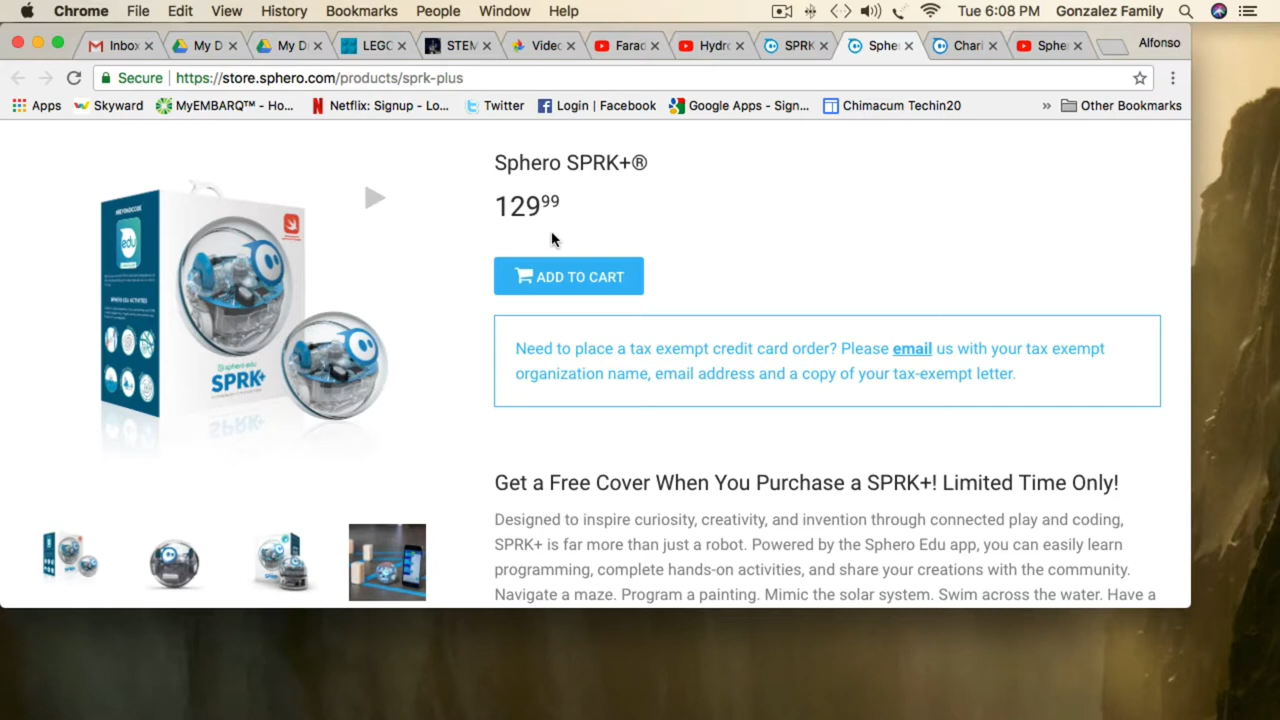 Chrome File Edit View History Bookmarks People Window Help Tue 6:08 PM Gonzalez Family
Inbox My D My D LEGO STEM Video Farad Hydro SPRK Sphe Chari Sphe Alfonso
Secure https://store.sphero.com/products/sprk-plus
Apps Skyward MyEMBARQ™ - Ho... Netflix: Signup - Lo... Twitter Login | Facebook Google Apps - Sign... Chimacum Techin20 » Other Bookmarks
Sphero SPRK+®
129⁹⁹
ADD TO CART
Need to place a tax exempt credit card order? Please email us with your tax exempt
organization name, email address and a copy of your tax-exempt letter.
edu
sphero edu
SPRK+
Get a Free Cover When You Purchase a SPRK+! Limited Time Only!
Designed to inspire curiosity, creativity, and invention through connected play and coding,
SPRK+ is far more than just a robot. Powered by the Sphero Edu app, you can easily learn
programming, complete hands-on activities, and share your creations with the community.
Navigate a maze. Program a painting. Mimic the solar system. Swim across the water. Have a